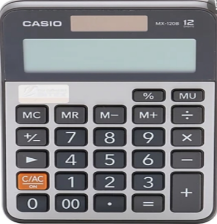 CASIO MX-120B 12
% MU
MC MR M− M+ ÷
+/− 7 8 9 ×
► 4 5 6 −
C/AC ON 1 2 3 +
0 00 · =